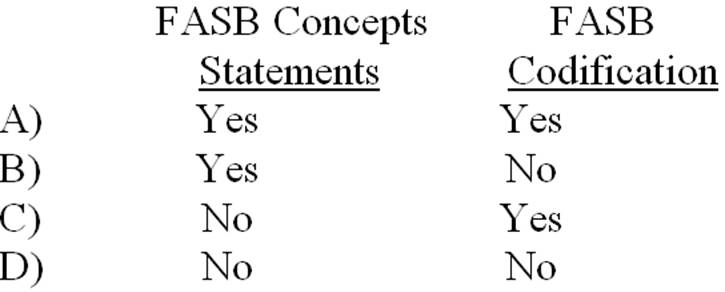 FASB Concepts FASB
Statements Codification
A) Yes Yes
B) Yes No
C) No Yes
D) No No